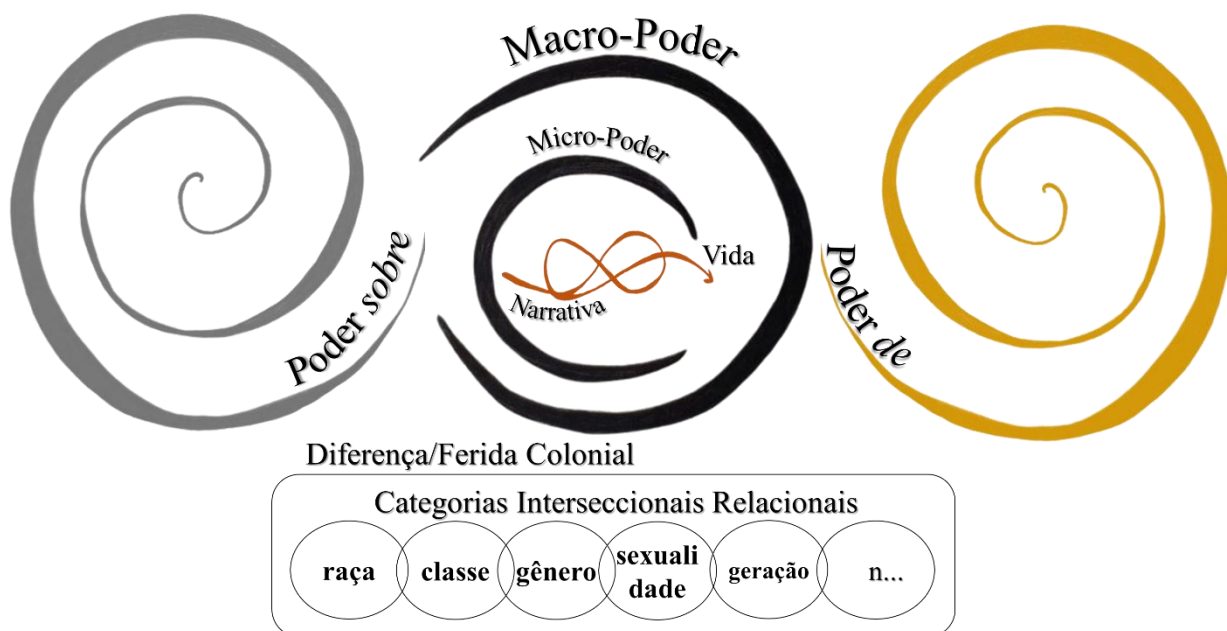 Macro-Poder
Micro-Poder
Vida
Narrativa
Poder sobre
Poder de
Diferença/Ferida Colonial
Categorias Interseccionais Relacionais
raça
classe
gênero
sexuali
dade
geração
n...